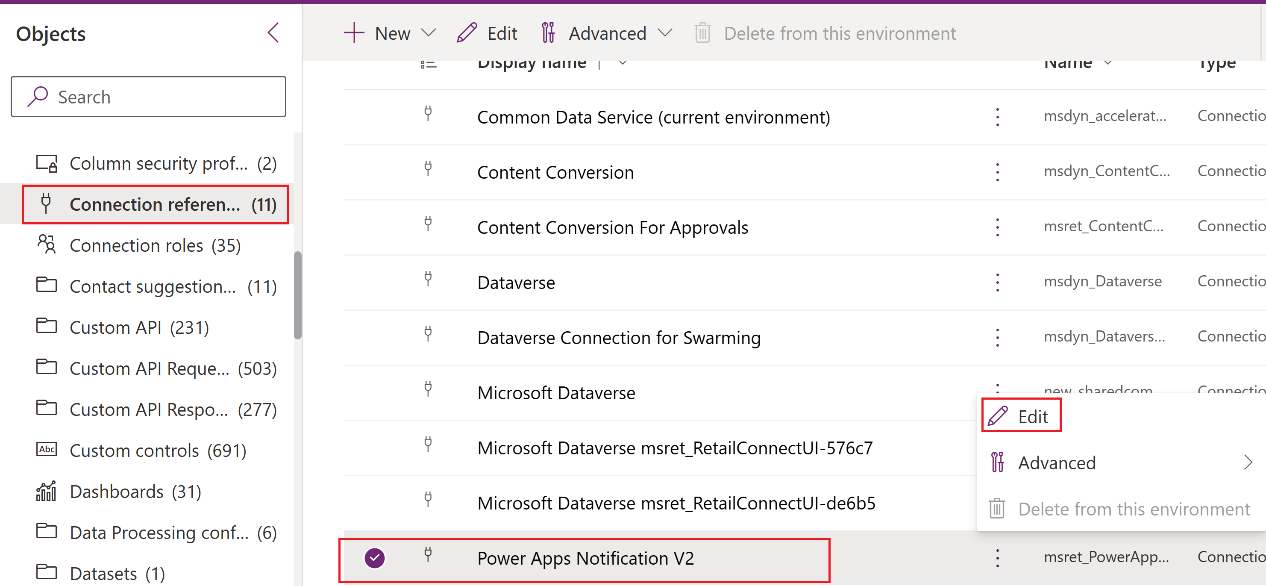 Objects
New
Edit
Advanced
Delete from this environment
Search
Column security prof... (2)
Connection referen... (11)
Connection roles (35)
Contact suggestion... (11)
Custom API (231)
Custom API Reque... (503)
Custom API Respo... (277)
Abc Custom controls (691)
Dashboards (31)
Data Processing conf... (6)
Datasets (1)
Display name Name Type
Common Data Service (current environment) msdyn_accelerat... Connectio
Content Conversion msdyn_ContentC... Connectio
Content Conversion For Approvals msret_ContentC... Connectio
Dataverse msdyn_Dataverse Connectio
Dataverse Connection for Swarming msdyn_Datavers... Connectio
Microsoft Dataverse new_sharedcom... Connectio
Microsoft Dataverse msret_RetailConnectUI-576c7
Microsoft Dataverse msret_RetailConnectUI-de6b5
Power Apps Notification V2 msret_PowerApp... Connectio
Edit
Advanced
Delete from this environment